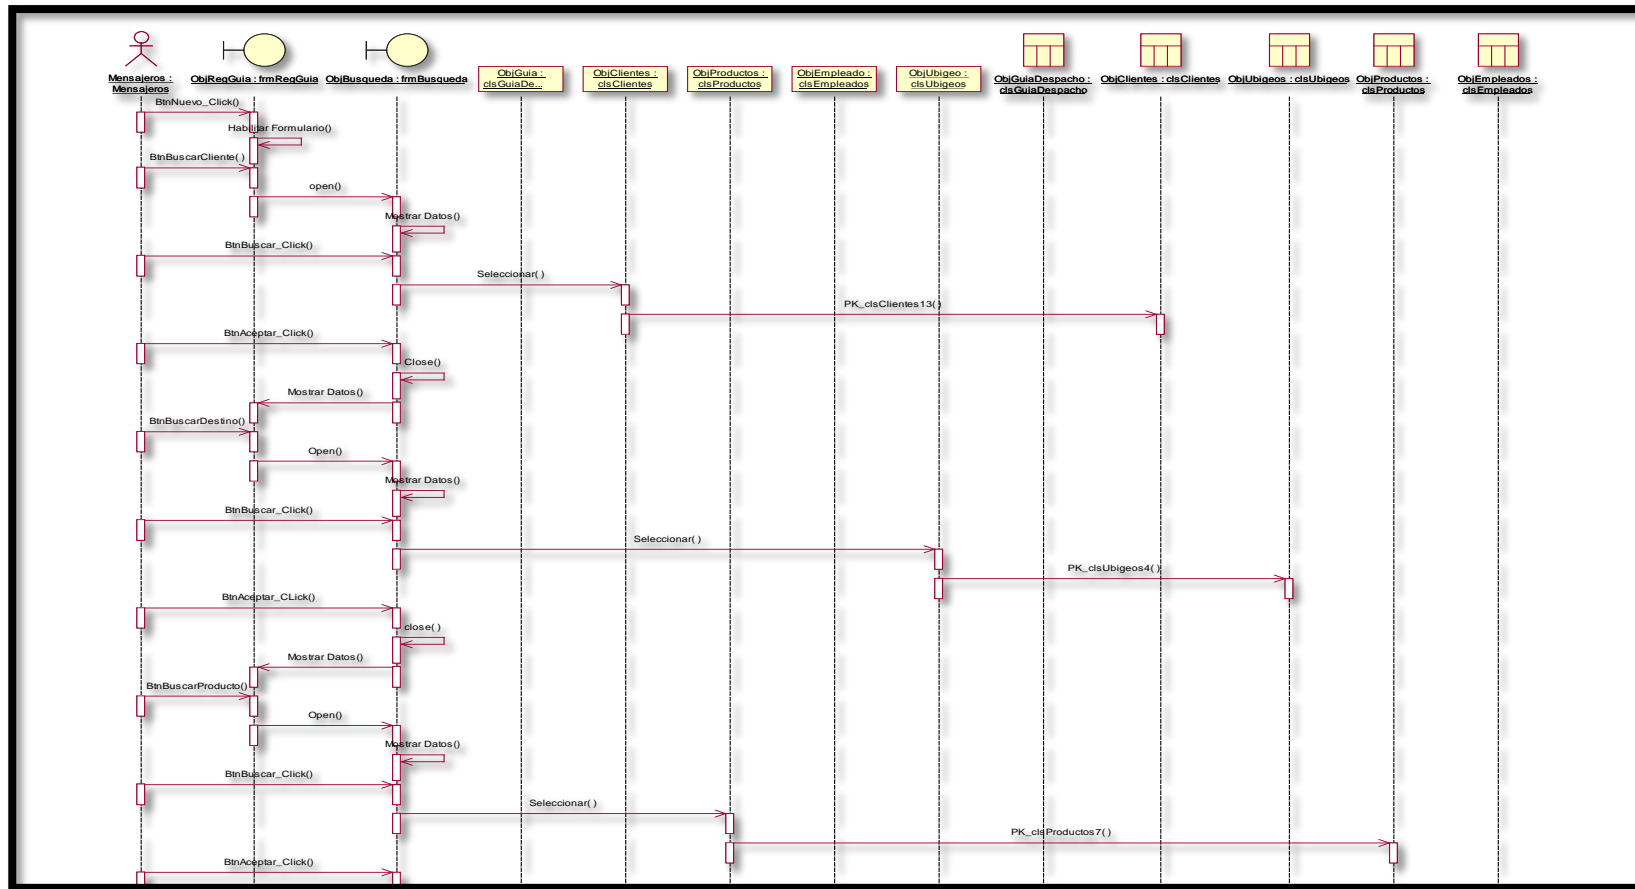 Mensajeros :
Mensajeros
ObjRegGuia : frmRegGuia
ObjBusqueda : frmBusqueda
ObjGuia :
clsGuiaDe...
ObjClientes :
clsClientes
ObjProductos :
clsProductos
ObjEmpleado :
clsEmpleados
ObjUbigeo :
clsUbigeos
ObjGuiaDespacho :
clsGuiaDespacho
ObjClientes : clsClientes
ObjUbigeos : clsUbigeos
ObjProductos :
clsProductos
ObjEmpleados :
clsEmpleados
BtnNuevo_Click()
Habilitar Formulario()
BtnBuscarCliente( )
open()
Mostrar Datos()
BtnBuscar_Click()
Seleccionar( )
PK_clsClientes13( )
BtnAceptar_Click()
Close()
Mostrar Datos()
BtnBuscarDestino()
Open()
Mostrar Datos()
BtnBuscar_Click()
Seleccionar( )
PK_clsUbigeos4( )
BtnAceptar_CLick()
close( )
Mostrar Datos()
BtnBuscarProducto()
Open()
Mostrar Datos()
BtnBuscar_Click()
Seleccionar( )
PK_clsProductos7( )
BtnAceptar_Click()